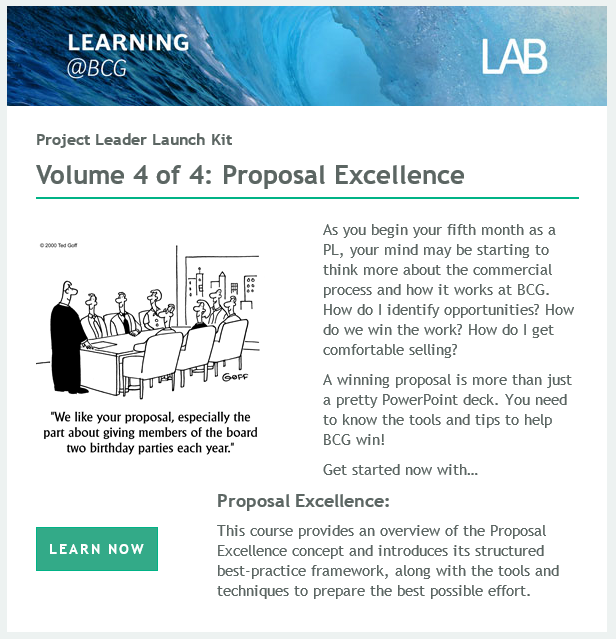 LEARNING
@BCG
LAB
Project Leader Launch Kit
Volume 4 of 4: Proposal Excellence
© 2000 Ted Goff
GOFF
"We like your proposal, especially the
part about giving members of the board
two birthday parties each year."
As you begin your fifth month as a
PL, your mind may be starting to
think more about the commercial
process and how it works at BCG.
How do I identify opportunities? How
do we win the work? How do I get
comfortable selling?
A winning proposal is more than just
a pretty PowerPoint deck. You need
to know the tools and tips to help
BCG win!
Get started now with…
Proposal Excellence:
LEARN NOW
This course provides an overview of the Proposal
Excellence concept and introduces its structured
best-practice framework, along with the tools and
techniques to prepare the best possible effort.